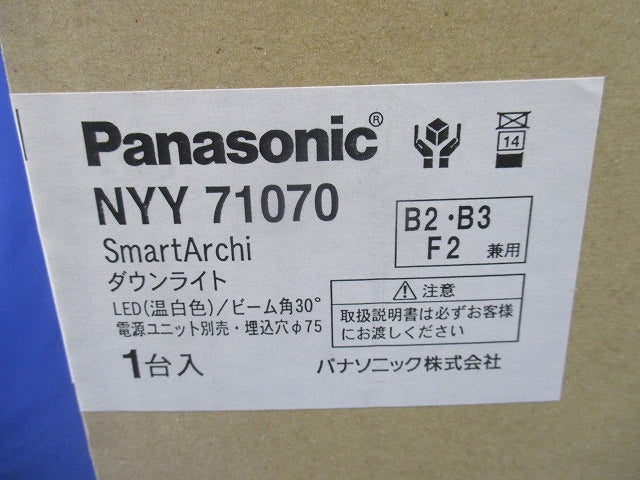 Panasonic®
14
NYY 71070
B2・B3
F2 兼用
SmartArchi
ダウンライト
LED(温白色)/ビーム角30°
電源ユニット別売・埋込穴φ75
⚠ 注意
取扱説明書は必ずお客様
にお渡しください
1台入
パナソニック株式会社